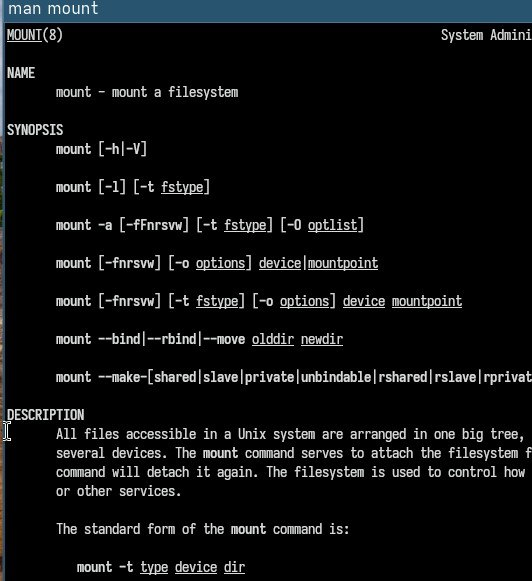 man mount
MOUNT(8) System Admini
NAME
mount - mount a filesystem
SYNOPSIS
mount [-h|-V]
mount [-l] [-t fstype]
mount -a [-fFnrsvw] [-t fstype] [-O optlist]
mount [-fnrsvw] [-o options] device|mountpoint
mount [-fnrsvw] [-t fstype] [-o options] device mountpoint
mount --bind|--rbind|--move olddir newdir
mount --make-[shared|slave|private|unbindable|rshared|rslave|rprivat
DESCRIPTION
All files accessible in a Unix system are arranged in one big tree,
several devices. The mount command serves to attach the filesystem f
command will detach it again. The filesystem is used to control how
or other services.
The standard form of the mount command is:
mount -t type device dir